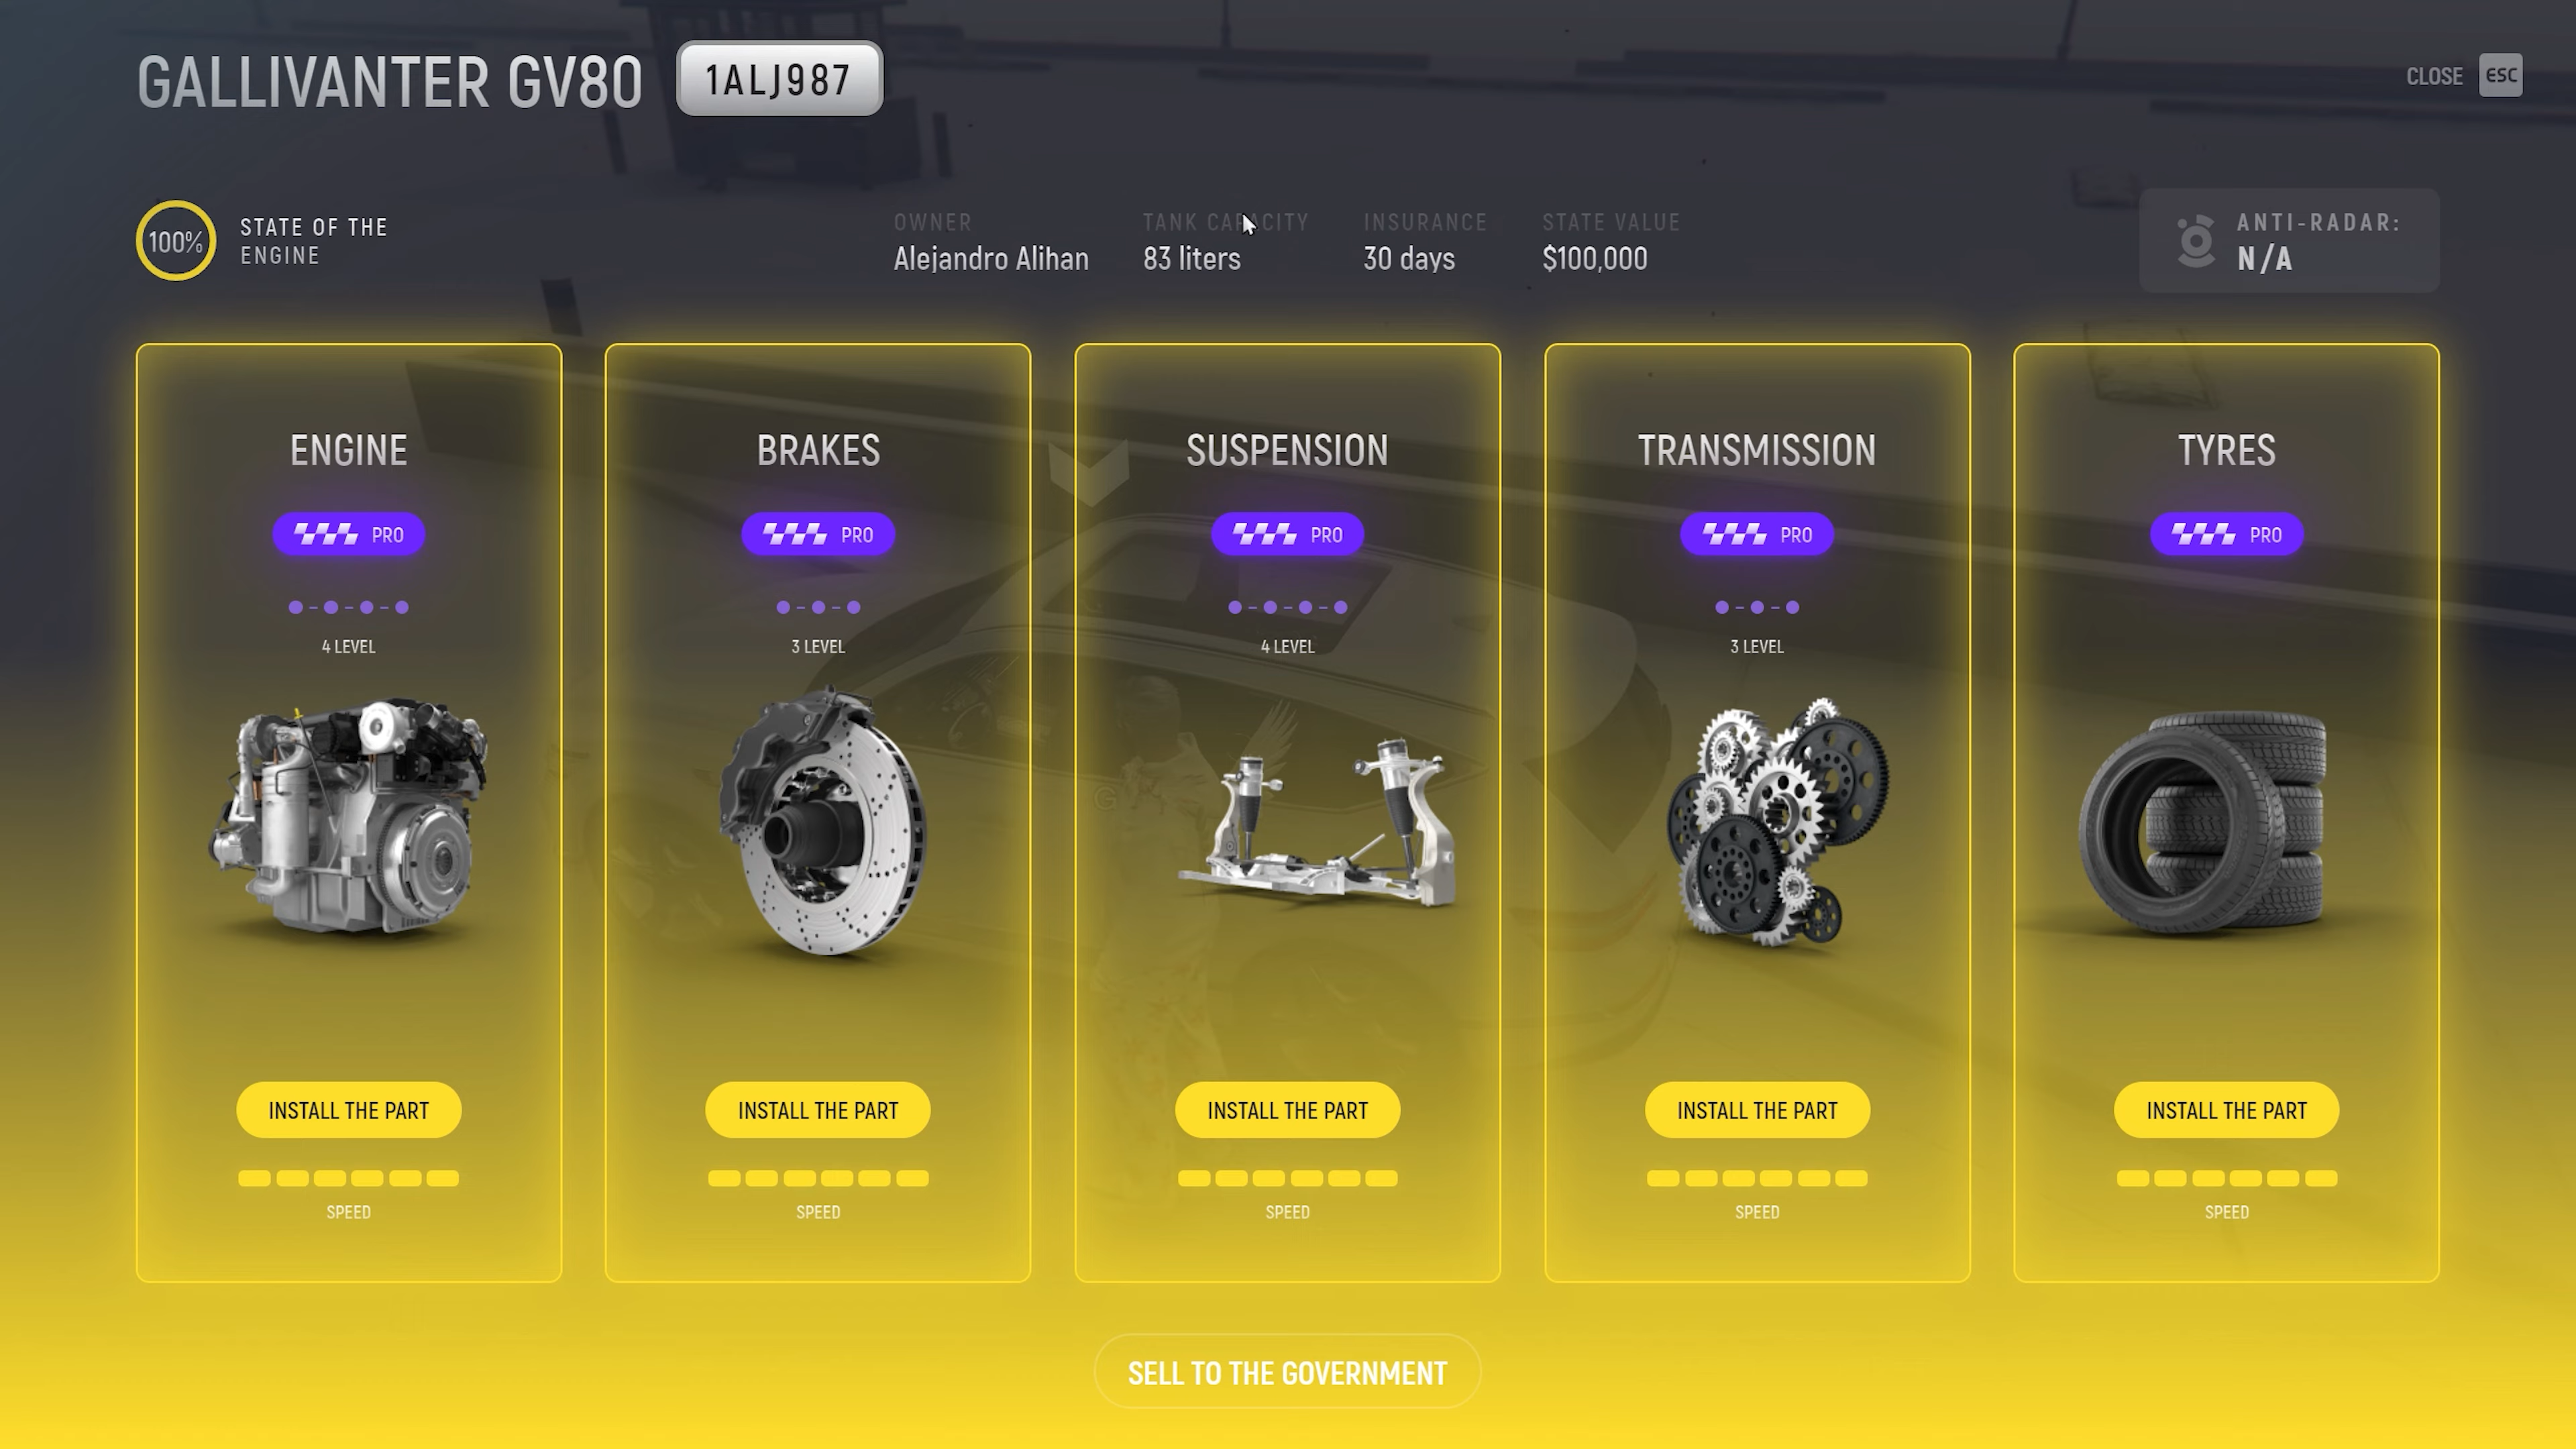 GALLIVANTER GV80
1ALJ987
CLOSE ESC
100%
STATE OF THE
ENGINE
OWNER
Alejandro Alihan
TANK CAPACITY
83 liters
INSURANCE
30 days
STATE VALUE
$100,000
ANTI-RADAR:
N/A
ENGINE
PRO
4 LEVEL
INSTALL THE PART
SPEED
BRAKES
PRO
3 LEVEL
INSTALL THE PART
SPEED
SUSPENSION
PRO
4 LEVEL
INSTALL THE PART
SPEED
TRANSMISSION
PRO
3 LEVEL
INSTALL THE PART
SPEED
TYRES
PRO
INSTALL THE PART
SPEED
SELL TO THE GOVERNMENT